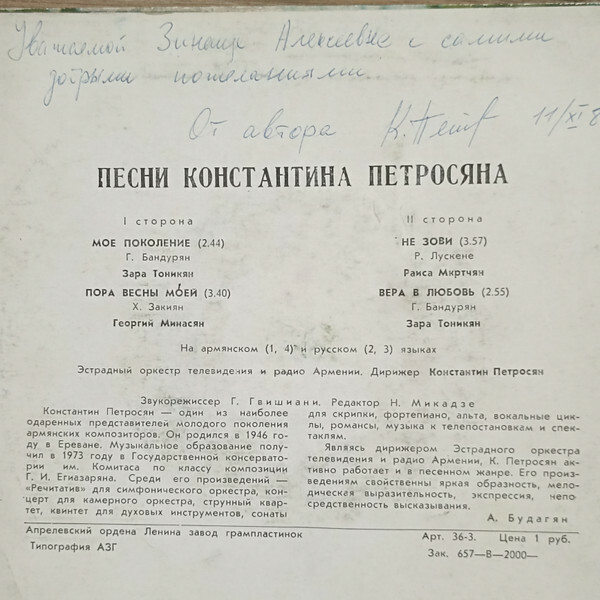 Уважаемой Зинаиде Алексеевне с самыми
добрыми пожеланиями.
От автора К. Пет 11/XI 8
ПЕСНИ КОНСТАНТИНА ПЕТРОСЯНА
I сторона
МОЕ ПОКОЛЕНИЕ (2.44)
Г. Бандурян
Зара Тоникян
ПОРА ВЕСНЫ МОЕЙ (3.40)
Х. Закиян
Георгий Минасян
II сторона
НЕ ЗОВИ (3.57)
Р. Лускене
Раиса Мкртчян
ВЕРА В ЛЮБОВЬ (2.55)
Г. Бандурян
Зара Тоникян
На армянском (1, 4) и русском (2, 3) языках
Эстрадный оркестр телевидения и радио Армении. Дирижер Константин Петросян
Звукорежиссер Г. Гвишиани. Редактор Н. Микадзе
Константин Петросян — один из наиболее
одаренных представителей молодого поколения
армянских композиторов. Он родился в 1946 го-
ду в Ереване. Музыкальное образование полу-
чил в 1973 году в Государственной консервато-
рии им. Комитаса по классу композиции
Г. И. Егиазаряна. Среди его произведений —
«Речитатив» для симфонического оркестра, кон-
церт для камерного оркестра, струнный квар-
тет, квинтет для духовых инструментов, сонаты
для скрипки, фортепиано, альта, вокальные цик-
лы, романсы, музыка к телепостановкам и спек-
таклям.
Являясь дирижером Эстрадного оркестра
телевидения и радио Армении, К. Петросян ак-
тивно работает и в песенном жанре. Его произ-
ведениям свойственны яркая образность, мело-
дическая выразительность, экспрессия, непо
средственность высказывания.
А. Будагян
Апрелевский ордена Ленина завод грампластинок
Типография АЗГ
Арт. 36-3. Цена 1 руб.
Зак. 657—В—2000—